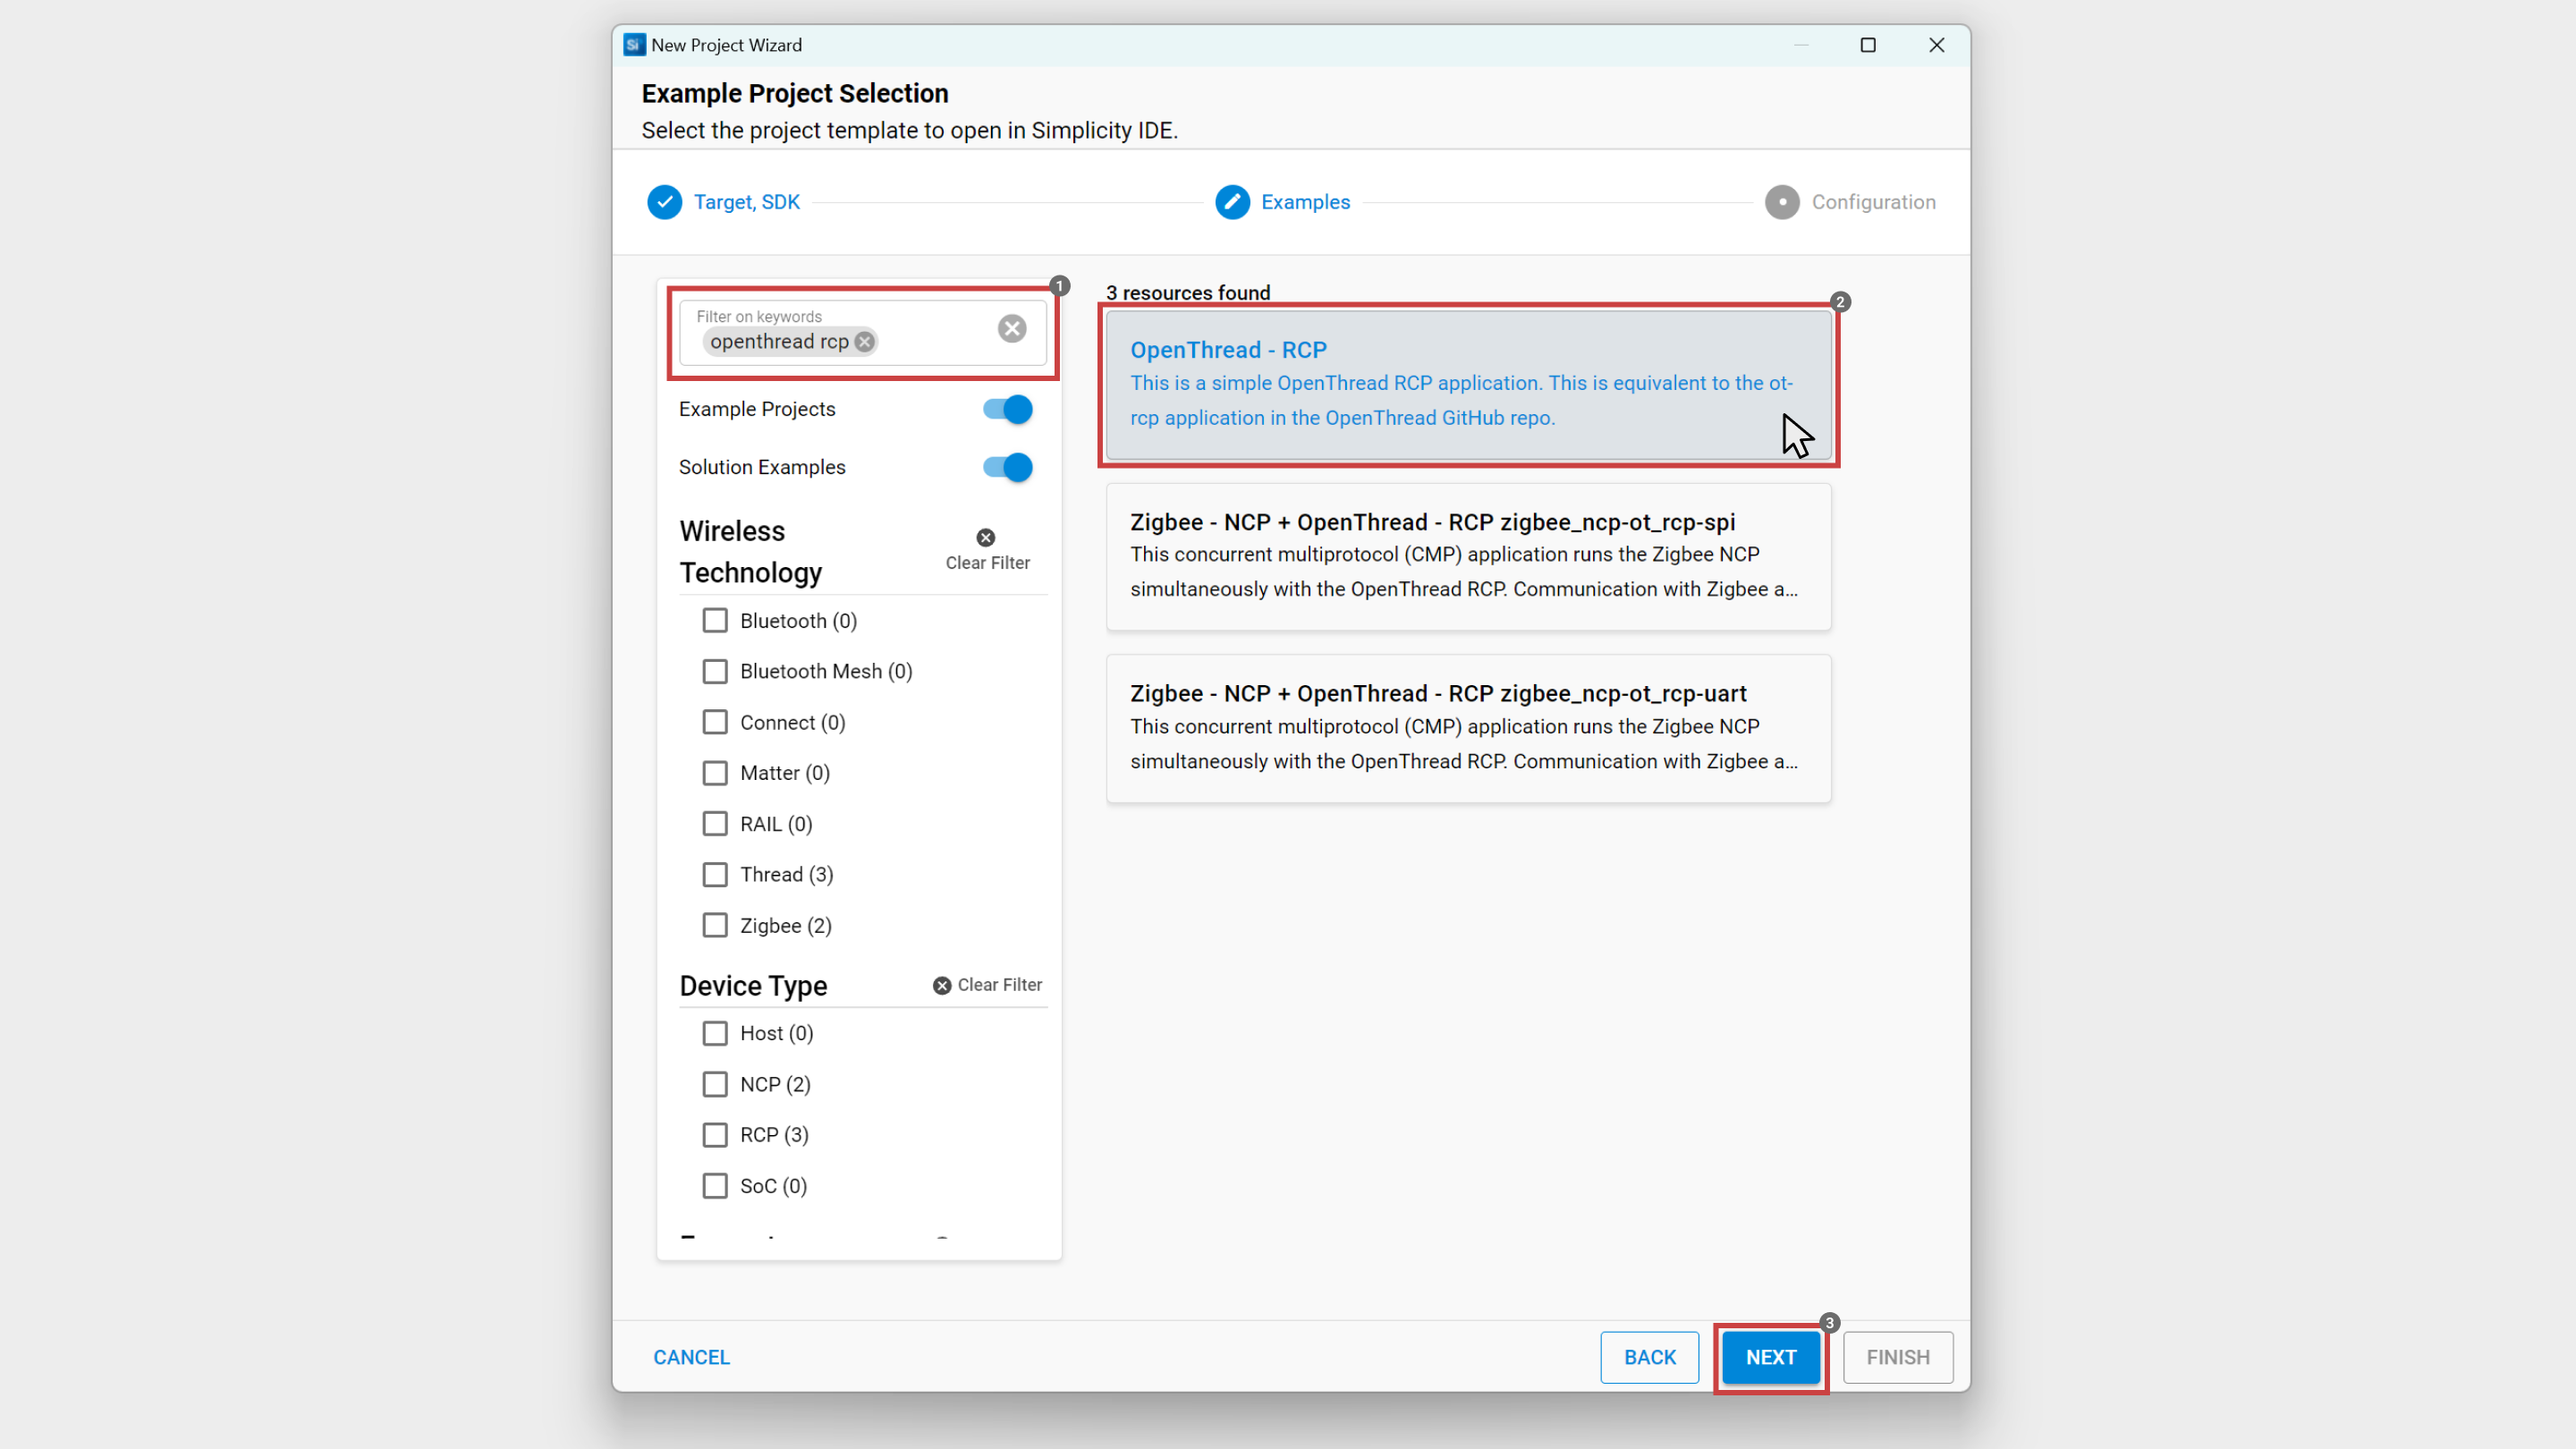 Si
New Project Wizard
Example Project Selection
Select the project template to open in Simplicity IDE.
Target, SDK
Examples
Configuration
1
Filter on keywords
openthread rcp
Example Projects
Solution Examples
Wireless
Technology
Clear Filter
Bluetooth (0)
Bluetooth Mesh (0)
Connect (0)
Matter (0)
RAIL (0)
Thread (3)
Zigbee (2)
Device Type
Clear Filter
Host (0)
NCP (2)
RCP (3)
SoC (0)
3 resources found
2
OpenThread - RCP
This is a simple OpenThread RCP application. This is equivalent to the ot-
rcp application in the OpenThread GitHub repo.
Zigbee - NCP + OpenThread - RCP zigbee_ncp-ot_rcp-spi
This concurrent multiprotocol (CMP) application runs the Zigbee NCP
simultaneously with the OpenThread RCP. Communication with Zigbee a...
Zigbee - NCP + OpenThread - RCP zigbee_ncp-ot_rcp-uart
This concurrent multiprotocol (CMP) application runs the Zigbee NCP
simultaneously with the OpenThread RCP. Communication with Zigbee a...
CANCEL
BACK
3
NEXT
FINISH